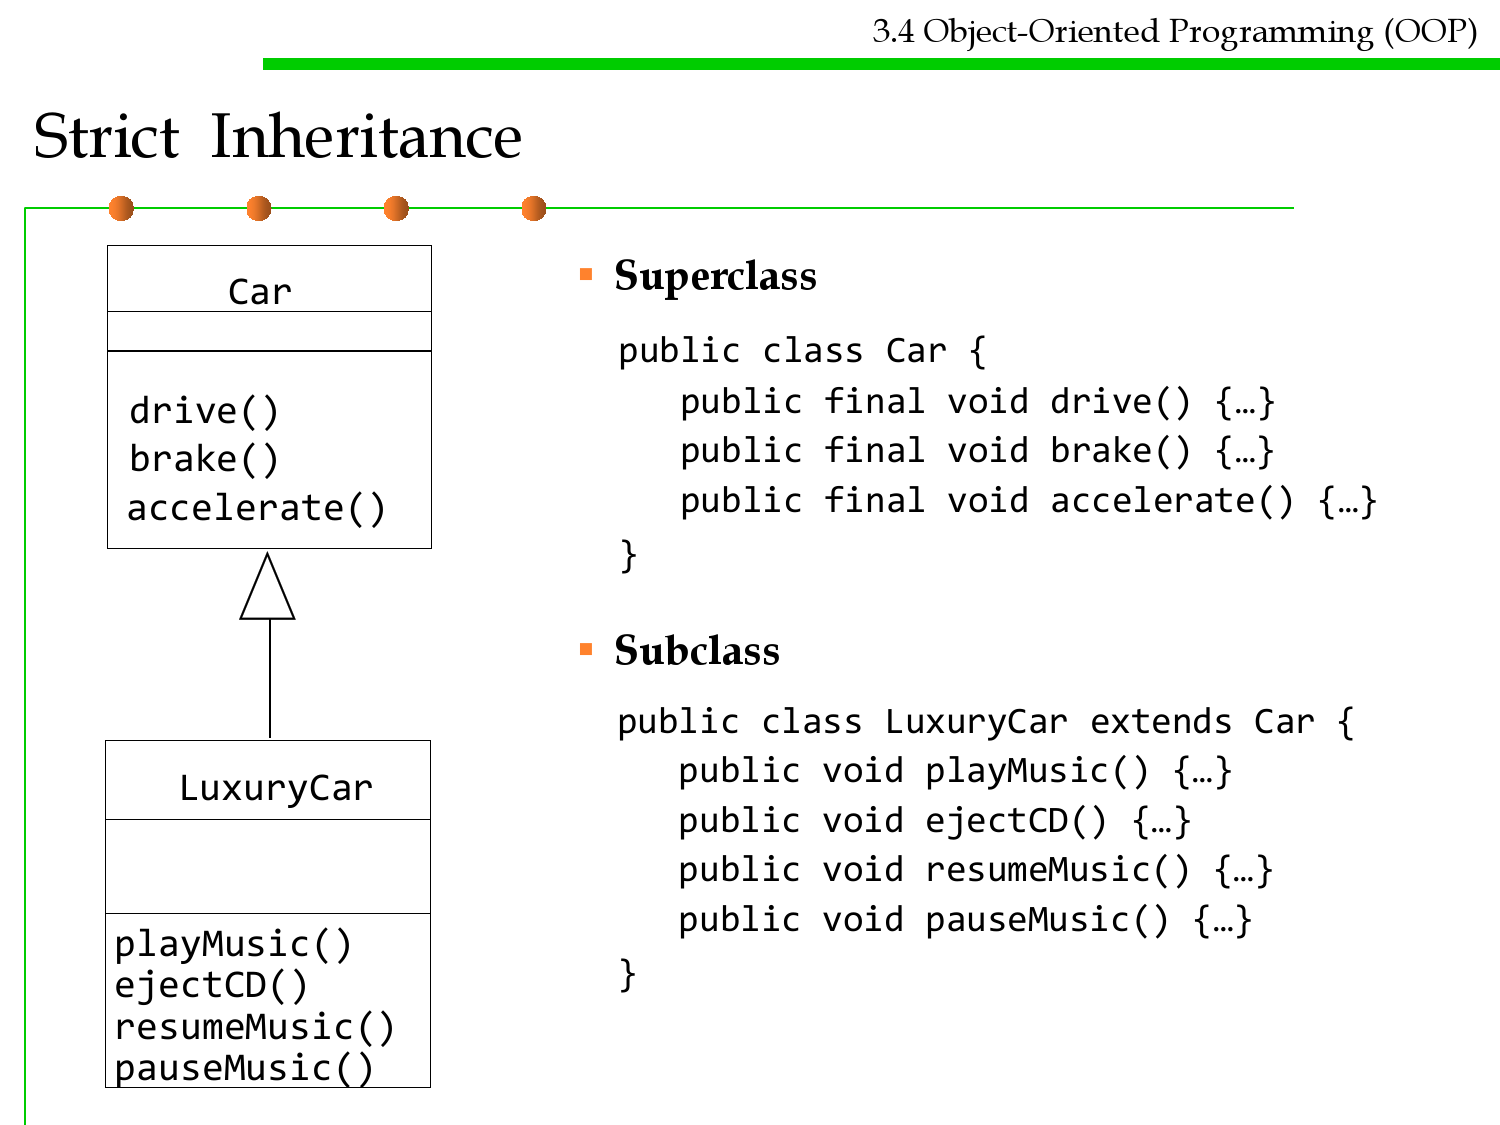 3.4 Object-Oriented Programming (OOP)
Strict Inheritance
Car
drive()
brake()
accelerate()
LuxuryCar
playMusic()
ejectCD()
resumeMusic()
pauseMusic()
▪ Superclass
public class Car {
public final void drive() {…}
public final void brake() {…}
public final void accelerate() {…}
}
▪ Subclass
public class LuxuryCar extends Car {
public void playMusic() {…}
public void ejectCD() {…}
public void resumeMusic() {…}
public void pauseMusic() {…}
}